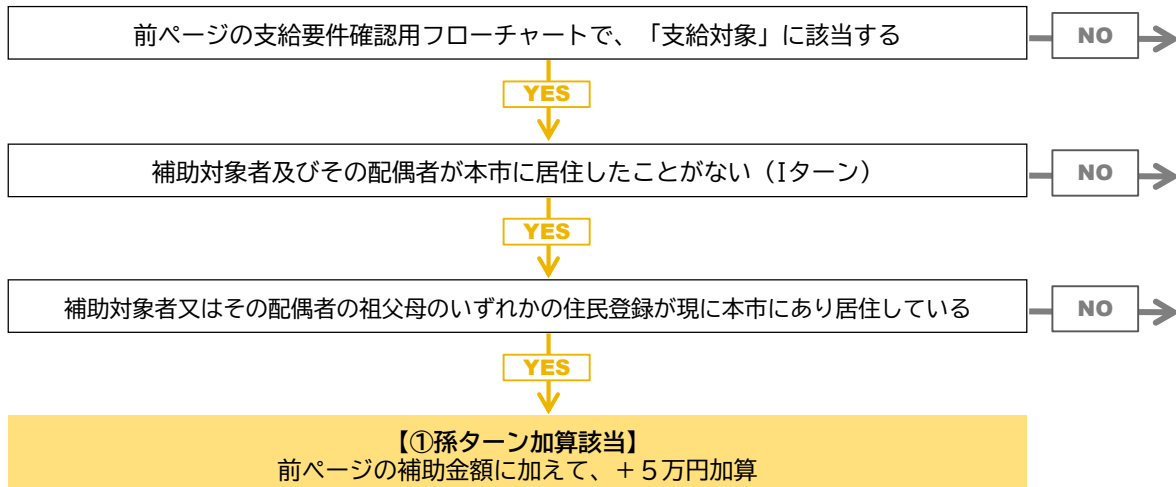 前ページの支給要件確認用フローチャートで、「支給対象」に該当する
NO
YES
補助対象者及びその配偶者が本市に居住したことがない（Iターン）
NO
YES
補助対象者又はその配偶者の祖父母のいずれかの住民登録が現に本市にあり居住している
NO
YES
【①孫ターン加算該当】
前ページの補助金額に加えて、＋５万円加算